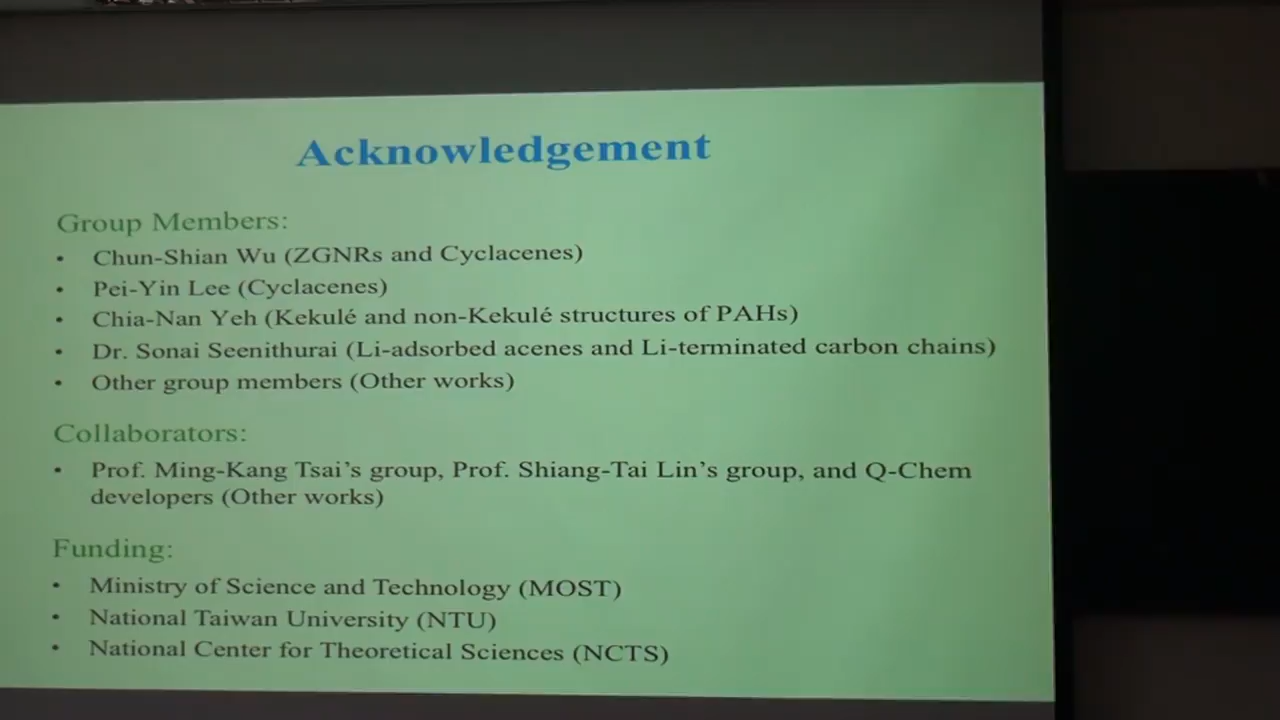 Acknowledgement
Group Members:
• Chun-Shian Wu (ZGNRs and Cyclacenes)
• Pei-Yin Lee (Cyclacenes)
• Chia-Nan Yeh (Kekulé and non-Kekulé structures of PAHs)
• Dr. Sonai Seenithurai (Li-adsorbed acenes and Li-terminated carbon chains)
• Other group members (Other works)
Collaborators:
• Prof. Ming-Kang Tsai’s group, Prof. Shiang-Tai Lin’s group, and Q-Chem
developers (Other works)
Funding:
• Ministry of Science and Technology (MOST)
• National Taiwan University (NTU)
• National Center for Theoretical Sciences (NCTS)